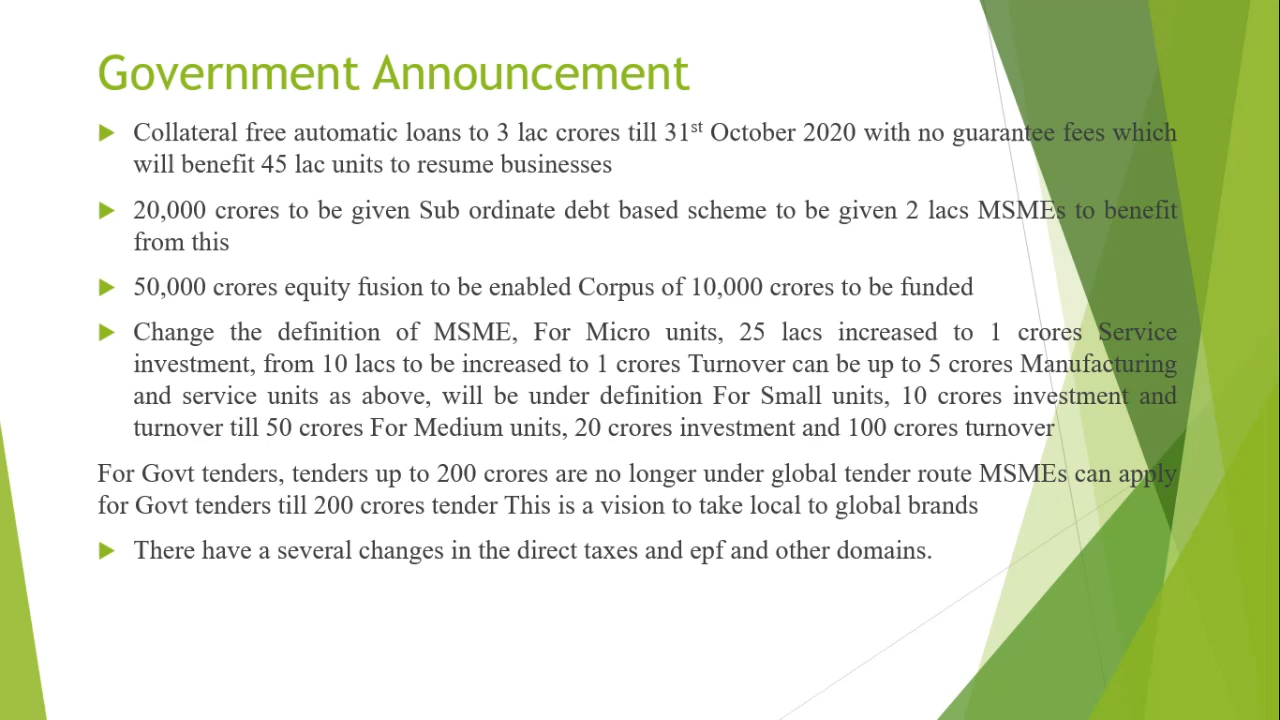 Government Announcement
Collateral free automatic loans to 3 lac crores till 31st October 2020 with no guarantee fees which
will benefit 45 lac units to resume businesses
20,000 crores to be given Sub ordinate debt based scheme to be given 2 lacs MSMEs to benefit
from this
50,000 crores equity fusion to be enabled Corpus of 10,000 crores to be funded
Change the definition of MSME, For Micro units, 25 lacs increased to 1 crores Service
investment, from 10 lacs to be increased to 1 crores Turnover can be up to 5 crores Manufacturing
and service units as above, will be under definition For Small units, 10 crores investment and
turnover till 50 crores For Medium units, 20 crores investment and 100 crores turnover
For Govt tenders, tenders up to 200 crores are no longer under global tender route MSMEs can apply
for Govt tenders till 200 crores tender This is a vision to take local to global brands
There have a several changes in the direct taxes and epf and other domains.